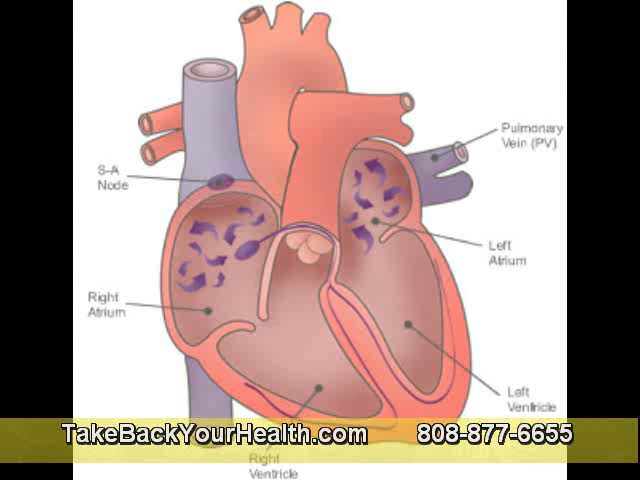 Pulmonary
Vein (PV)
S-A
Node
Left
Atrium
Right
Atrium
Left
Ventricle
TakeBackYourHealth.com 808-877-6655
Right
Ventricle